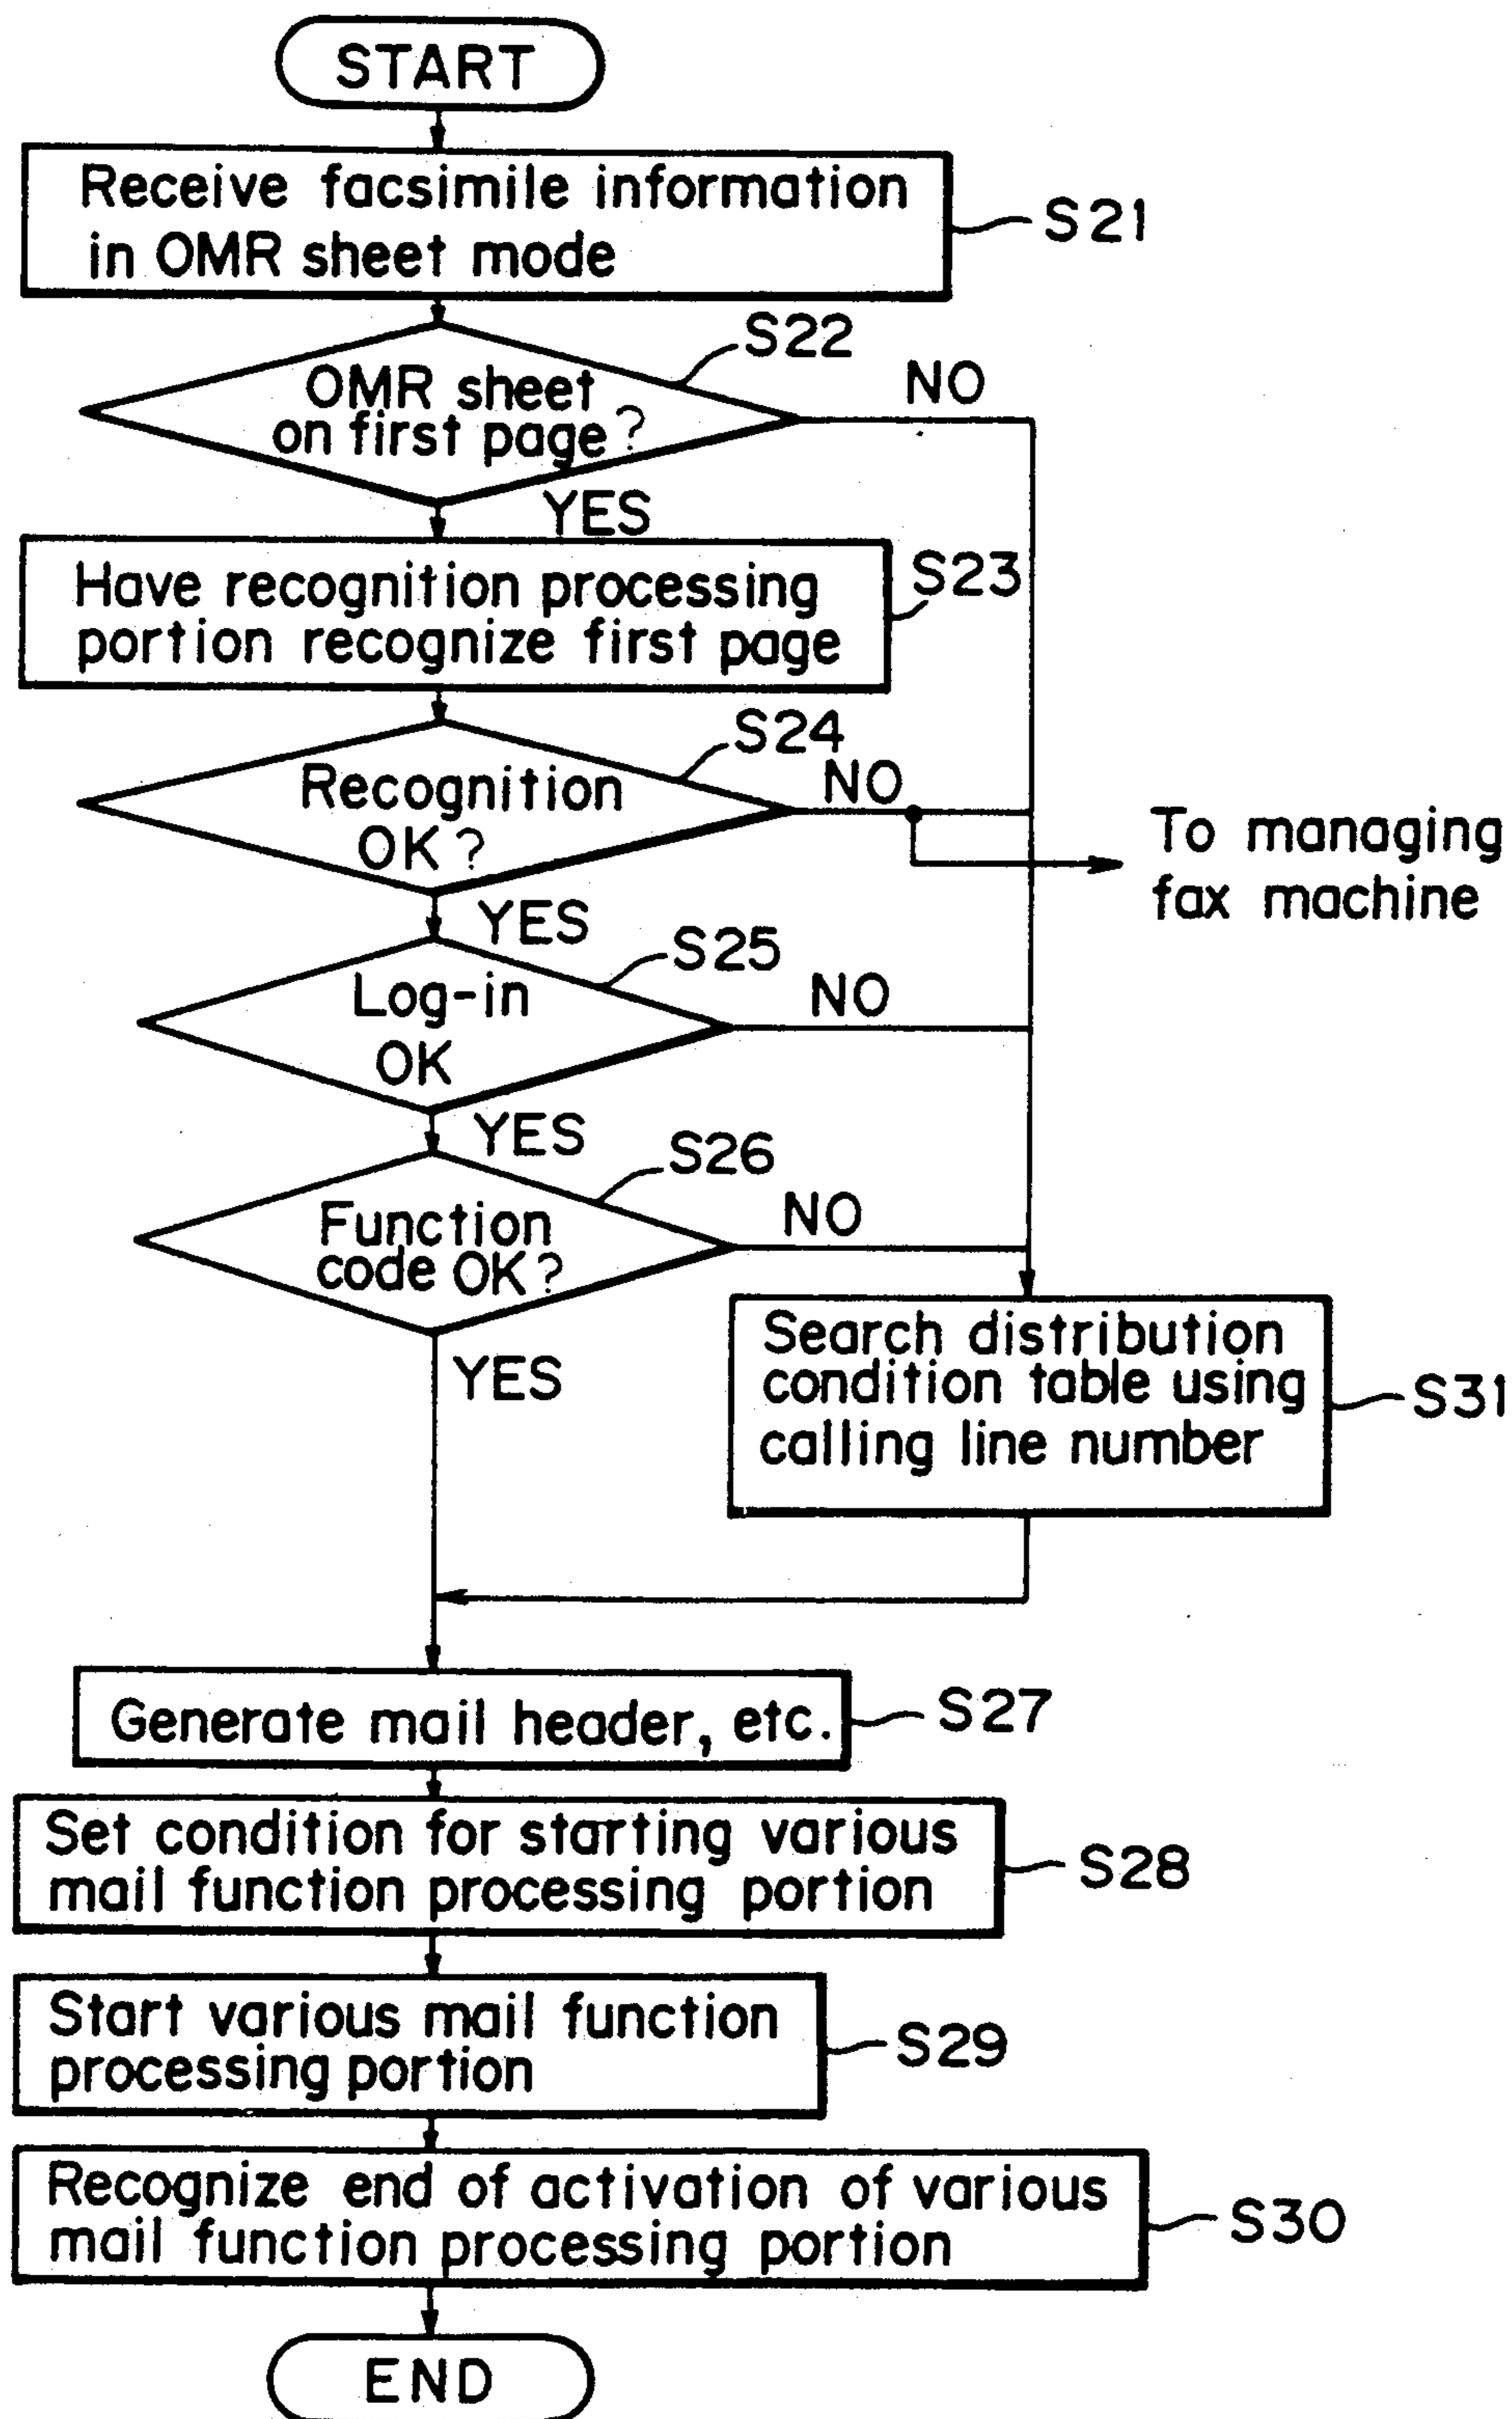 START
Receive facsimile information
in OMR sheet mode
S21
S22
OMR sheet
on first page?
NO
YES
Have recognition processing
portion recognize first page
S23
S24
Recognition
OK?
NO
To managing
fax machine
YES
S25
Log-in
OK
NO
YES
S26
Function
code OK?
NO
YES
Search distribution
condition table using
calling line number
S31
Generate mail header, etc.
S27
Set condition for starting various
mail function processing portion
S28
Start various mail function
processing portion
S29
Recognize end of activation of various
mail function processing portion
S30
END